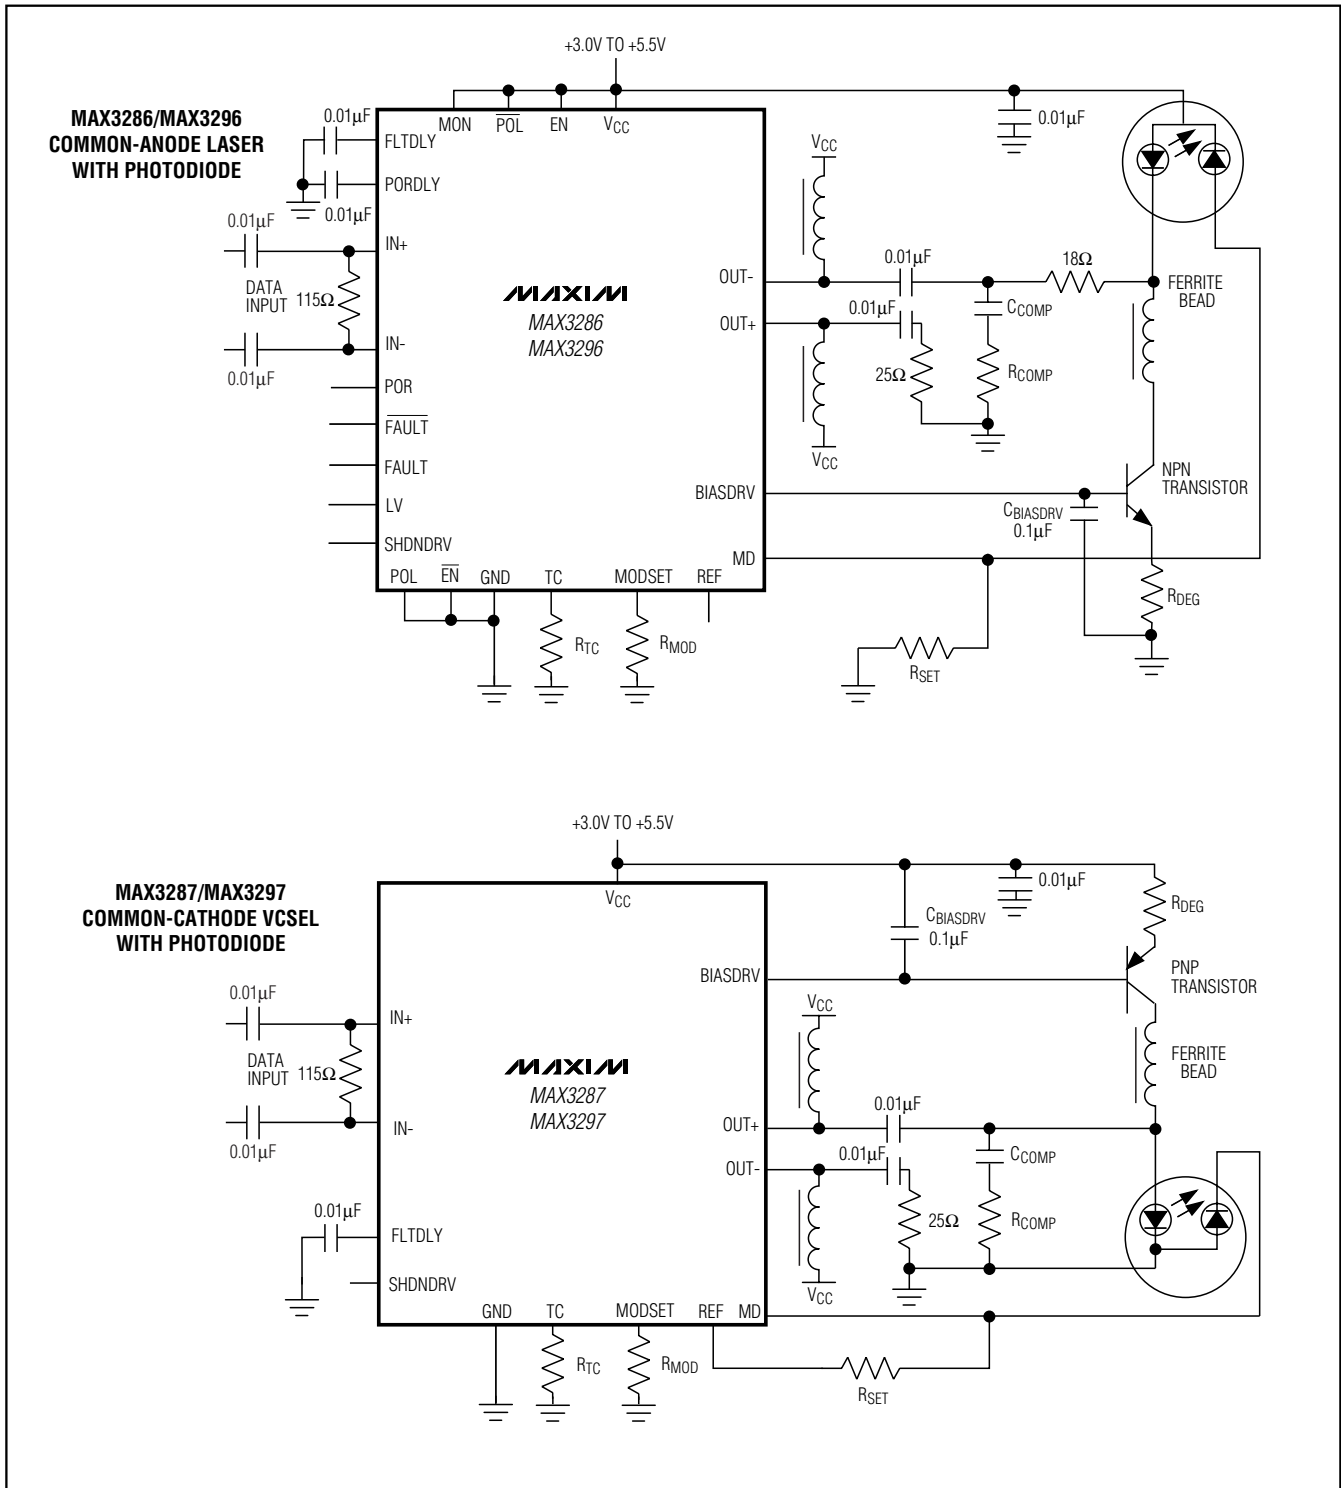 +3.0V TO +5.5V
MAX3286/MAX3296
COMMON-ANODE LASER
WITH PHOTODIODE
0.01µF
MON
POL
EN
VCC
0.01µF
FLTDLY
PORDLY
0.01µF
0.01µF
IN+
DATA
INPUT
115Ω
IN-
0.01µF
POR
FAULT
FAULT
LV
SHDNDRV
MAXIM
MAX3286
MAX3296
VCC
OUT-
0.01µF
18Ω
FERRITE
BEAD
OUT+
0.01µF
CCOMP
25Ω
RCOMP
VCC
BIASDRV
NPN
TRANSISTOR
CBIASDRV
0.1µF
MD
RDEG
POL
EN
GND
TC
MODSET
REF
RTC
RMOD
RSET
+3.0V TO +5.5V
MAX3287/MAX3297
COMMON-CATHODE VCSEL
WITH PHOTODIODE
VCC
0.01µF
RDEG
CBIASDRV
0.1µF
BIASDRV
PNP
TRANSISTOR
0.01µF
IN+
DATA
INPUT
115Ω
IN-
0.01µF
MAXIM
MAX3287
MAX3297
VCC
FERRITE
BEAD
0.01µF
OUT+
0.01µF
CCOMP
OUT-
25Ω
RCOMP
0.01µF
FLTDLY
SHDNDRV
VCC
GND
TC
MODSET
REF
MD
RTC
RMOD
RSET